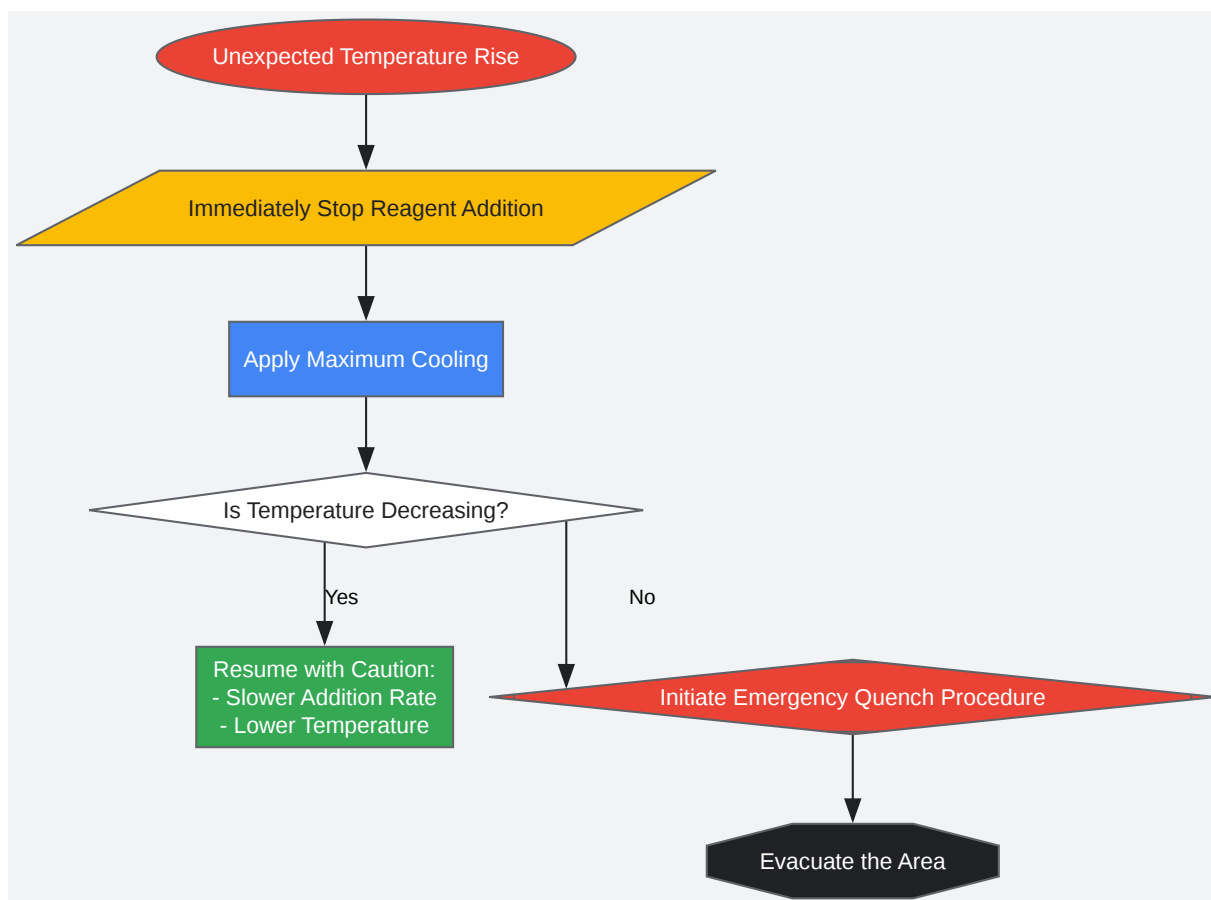 Unexpected Temperature Rise
Immediately Stop Reagent Addition
Apply Maximum Cooling
Is Temperature Decreasing?
Yes
No
Resume with Caution:
- Slower Addition Rate
- Lower Temperature
Initiate Emergency Quench Procedure
Evacuate the Area